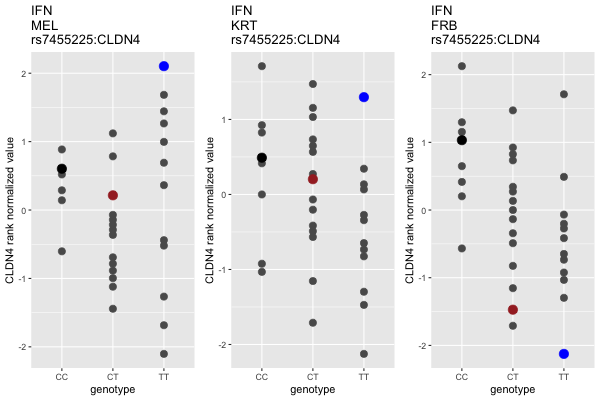 IFN
MEL
rs7455225:CLDN4
CLDN4 rank normalized value
2
1
0
-1
-2
CC CT TT
genotype
IFN
KRT
rs7455225:CLDN4
CLDN4 rank normalized value
1
0
-1
-2
CC CT TT
genotype
IFN
FRB
rs7455225:CLDN4
CLDN4 rank normalized value
2
1
0
-1
-2
CC CT TT
genotype